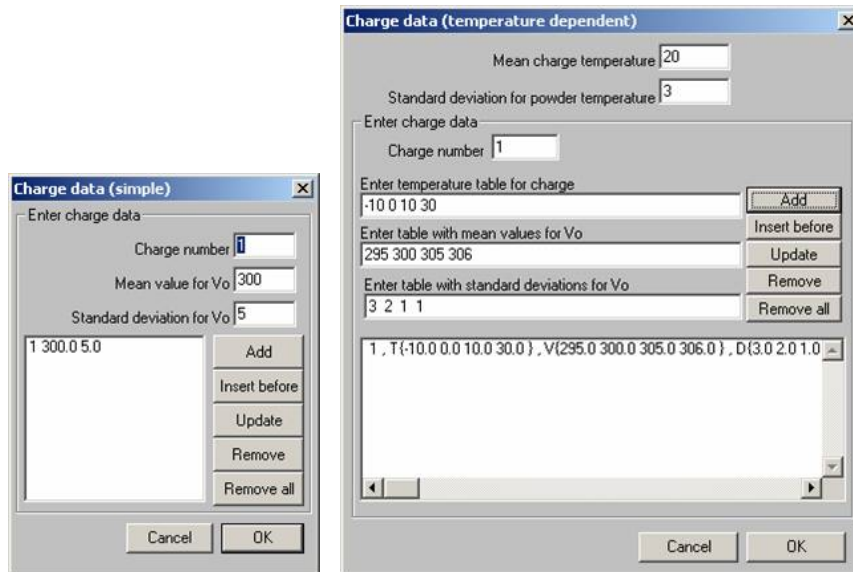 Charge data (simple)
Enter charge data
Charge number 1
Mean value for Vo 300
Standard deviation for Vo 5
1 300.0 5.0
Add
Insert before
Update
Remove
Remove all
Cancel
OK
Charge data (temperature dependent)
Mean charge temperature 20
Standard deviation for powder temperature 3
Enter charge data
Charge number 1
Enter temperature table for charge
-10 0 10 30
Enter table with mean values for Vo
295 300 305 306
Enter table with standard deviations for Vo
3 2 1 1
Add
Insert before
Update
Remove
Remove all
1 , T{-10.0 0.0 10.0 30.0 } , V{295.0 300.0 305.0 306.0 } , D{3.0 2.0 1.0
Cancel
OK